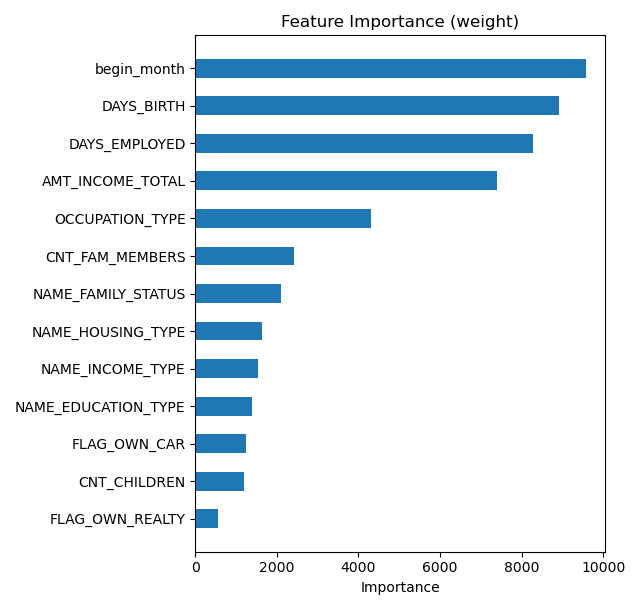 Feature Importance (weight)
begin_month
DAYS_BIRTH
DAYS_EMPLOYED
AMT_INCOME_TOTAL
OCCUPATION_TYPE
CNT_FAM_MEMBERS
NAME_FAMILY_STATUS
NAME_HOUSING_TYPE
NAME_INCOME_TYPE
NAME_EDUCATION_TYPE
FLAG_OWN_CAR
CNT_CHILDREN
FLAG_OWN_REALTY
0 2000 4000 6000 8000 10000
Importance